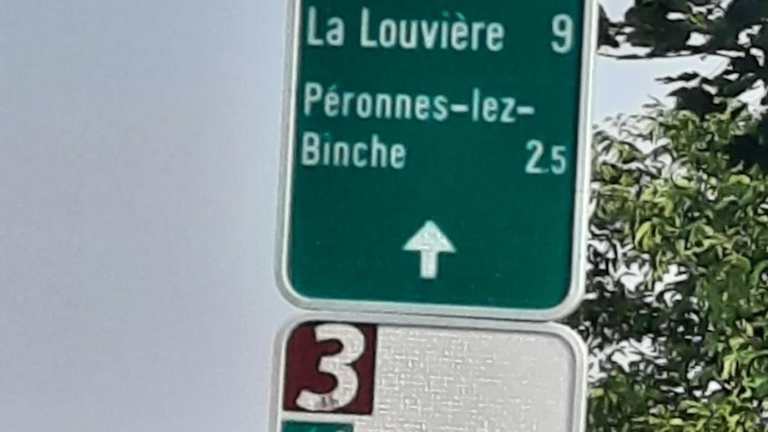 La Louvière 9
Péronnes-lez-
Binche 2.5
3